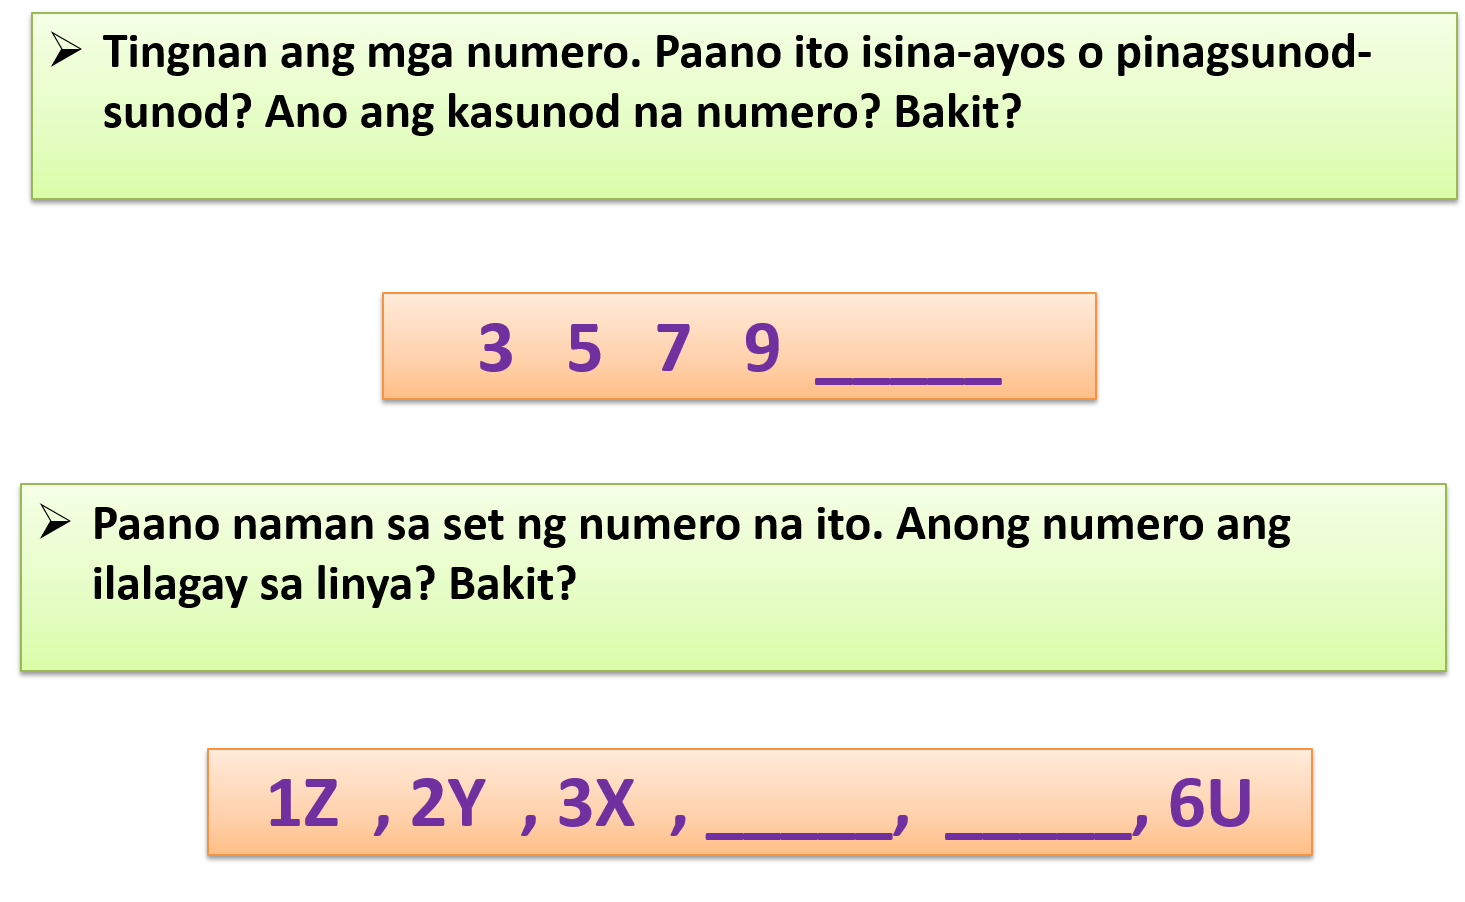 ➢ Tingnan ang mga numero. Paano ito isina-ayos o pinagsunod-
sunod? Ano ang kasunod na numero? Bakit?
3 5 7 9 _____
➢ Paano naman sa set ng numero na ito. Anong numero ang
ilalagay sa linya? Bakit?
1Z , 2Y , 3X , _____, _____, 6U